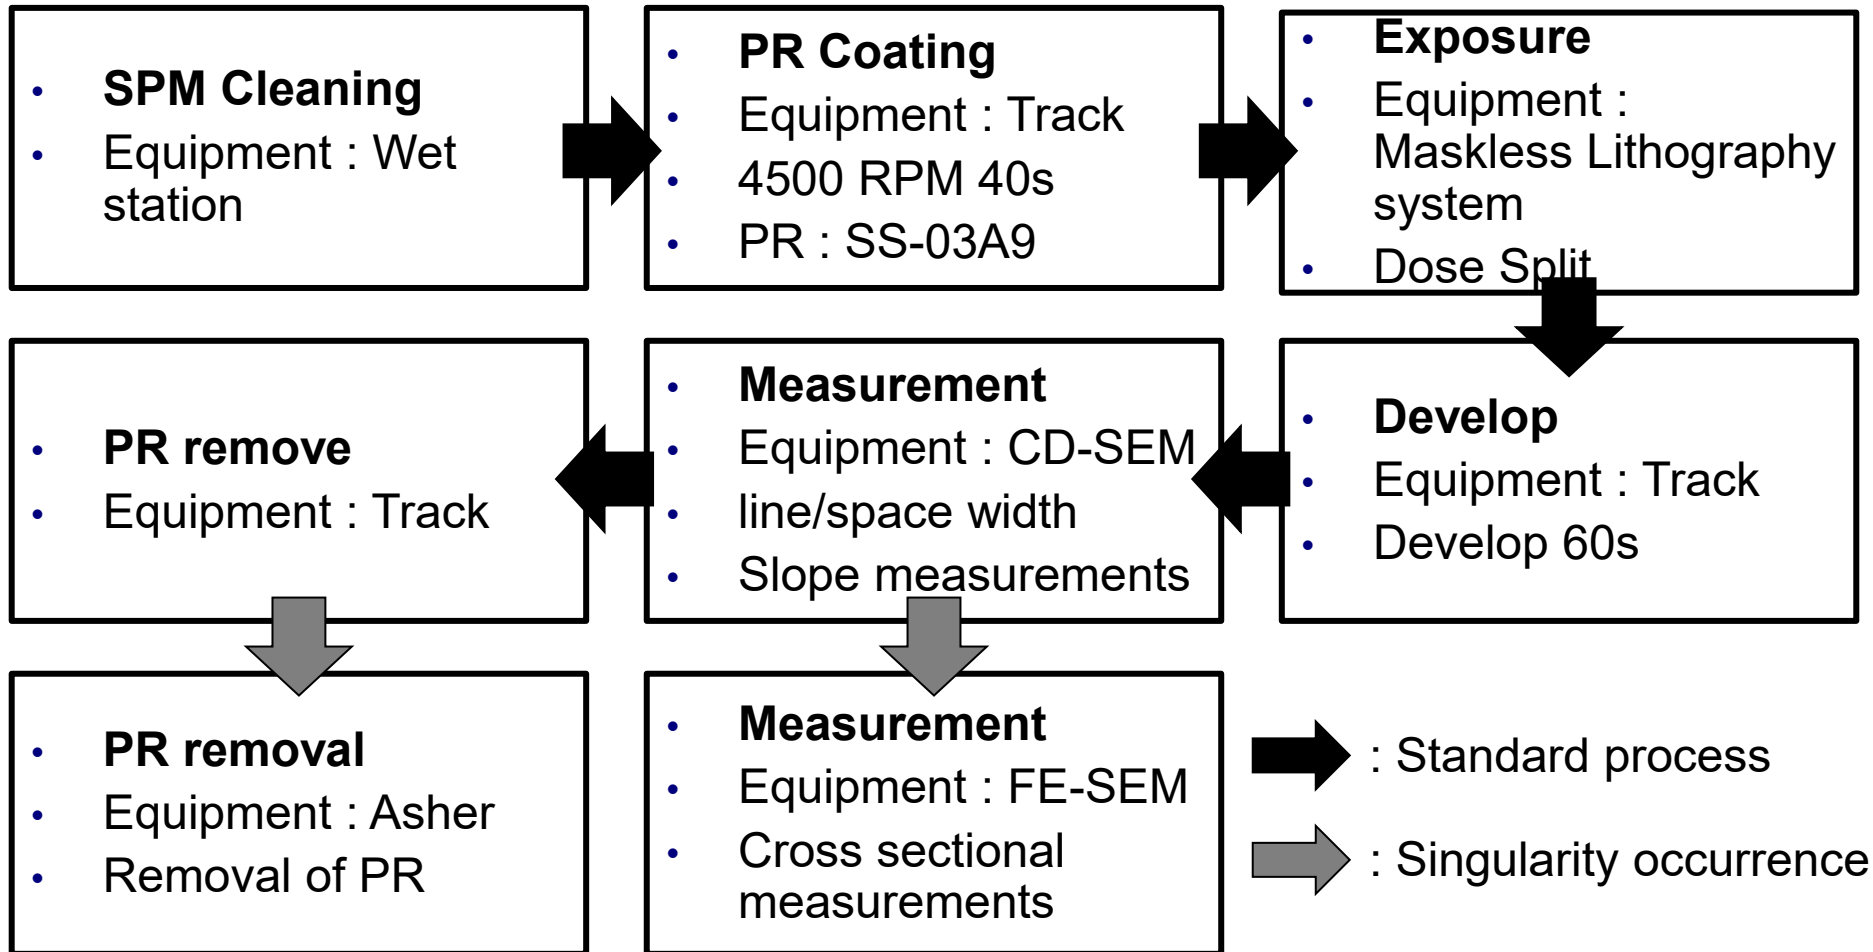 • SPM Cleaning
• Equipment : Wet
station
• PR Coating
• Equipment : Track
• 4500 RPM 40s
• PR : SS-03A9
• Exposure
• Equipment :
Maskless Lithography
system
• Dose Split
• PR remove
• Equipment : Track
• Measurement
• Equipment : CD-SEM
• line/space width
• Slope measurements
• Develop
• Equipment : Track
• Develop 60s
• PR removal
• Equipment : Asher
• Removal of PR
• Measurement
• Equipment : FE-SEM
• Cross sectional
measurements
: Standard process
: Singularity occurrence